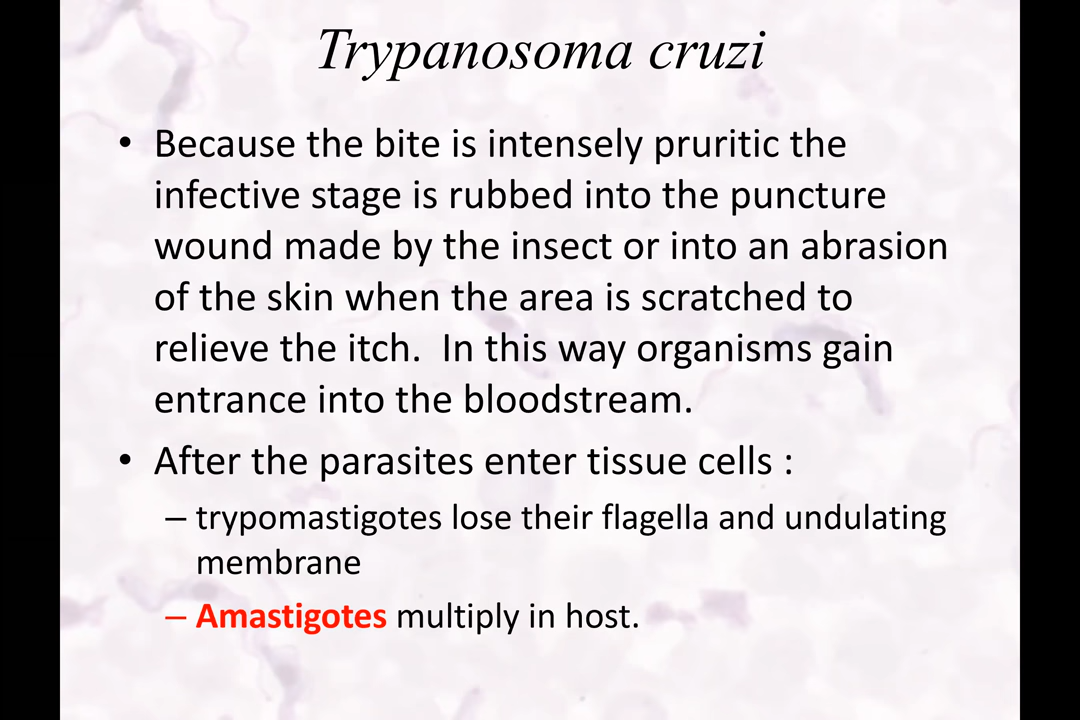 Trypanosoma cruzi
• Because the bite is intensely pruritic the
infective stage is rubbed into the puncture
wound made by the insect or into an abrasion
of the skin when the area is scratched to
relieve the itch.  In this way organisms gain
entrance into the bloodstream.
• After the parasites enter tissue cells :
– trypomastigotes lose their flagella and undulating
membrane
– Amastigotes multiply in host.